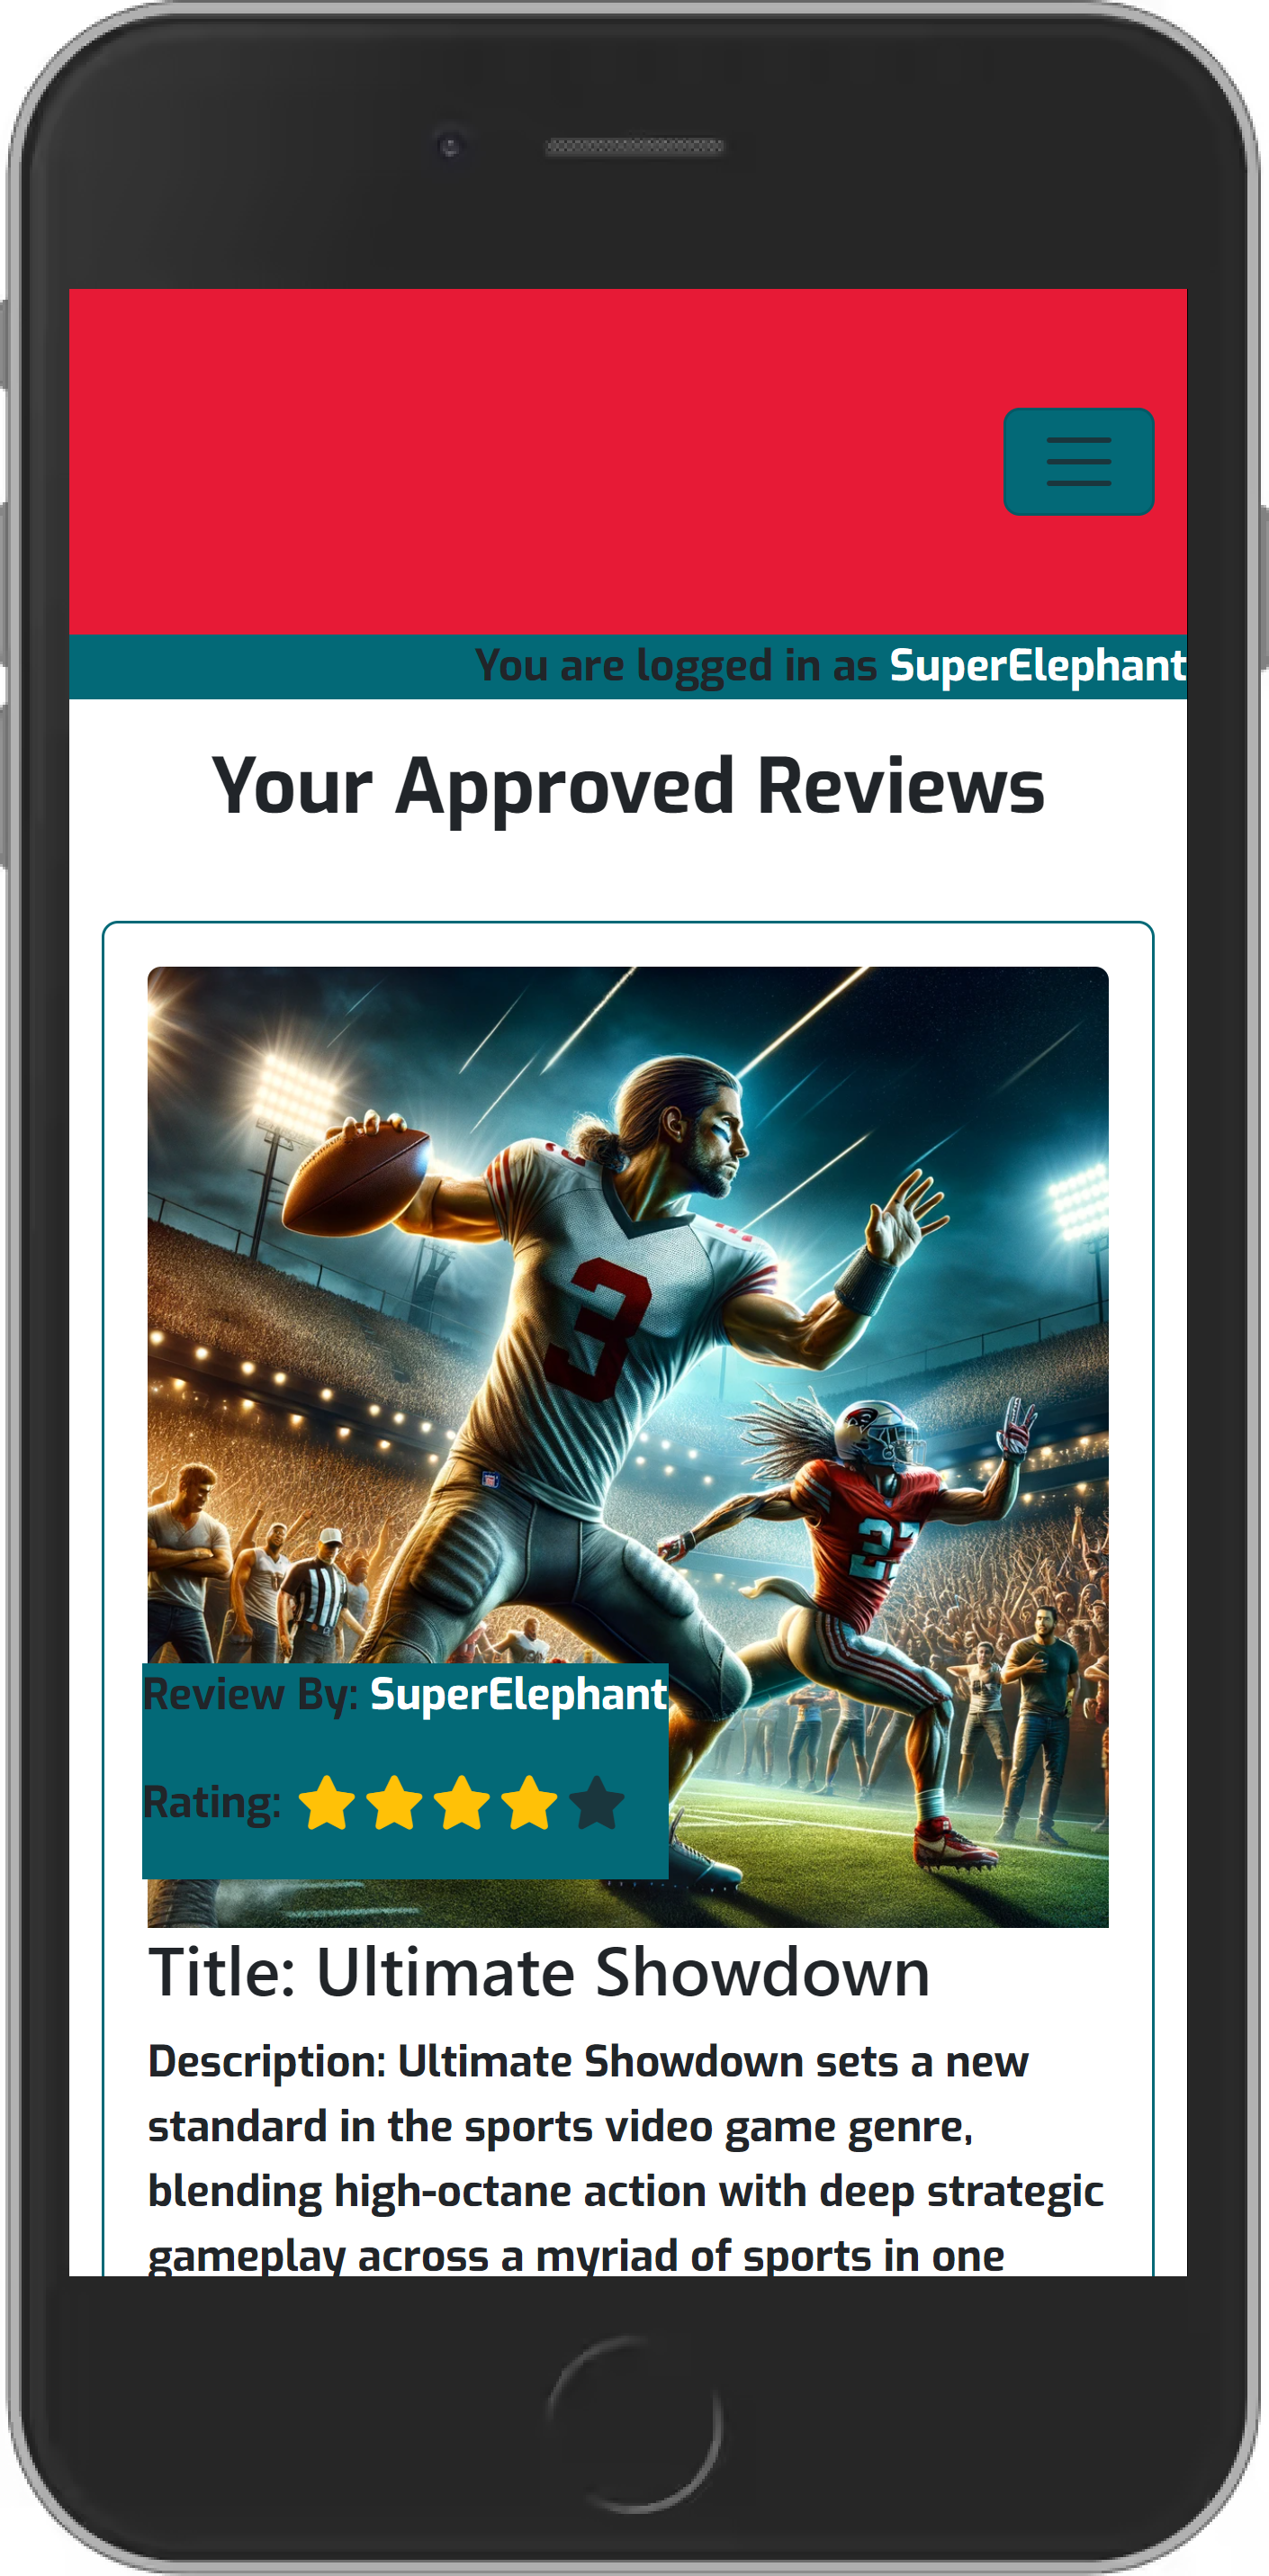 You are logged in as SuperElephant
Your Approved Reviews
3
23
Review By: SuperElephant
Rating:
Title: Ultimate Showdown
Description: Ultimate Showdown sets a new
standard in the sports video game genre,
blending high-octane action with deep strategic
gameplay across a myriad of sports in one